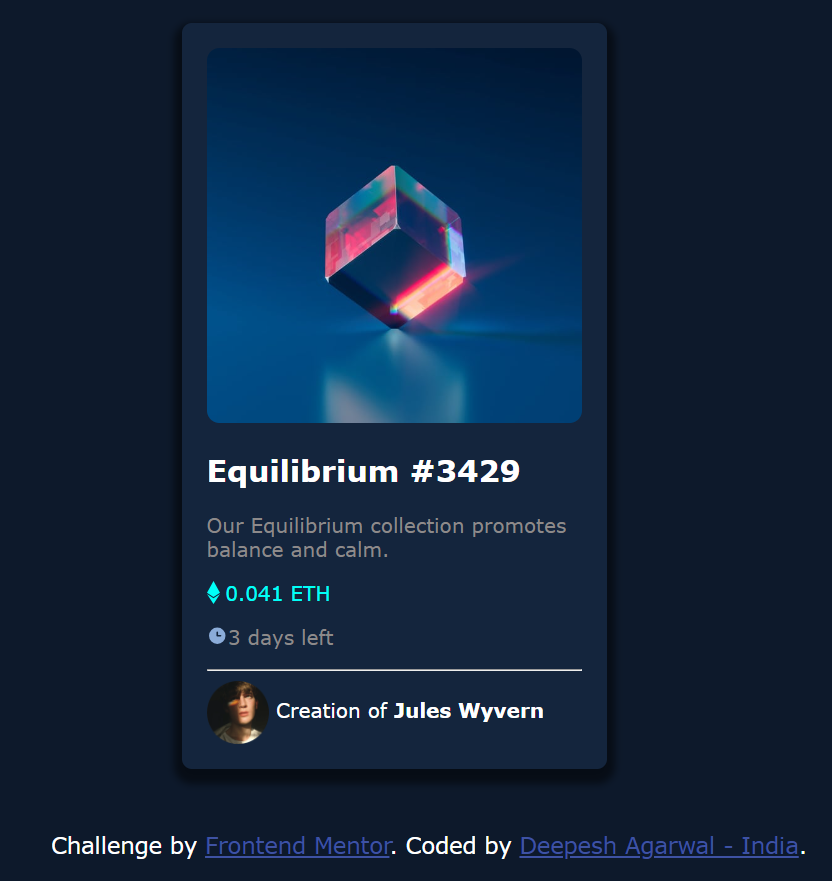 Equilibrium #3429
Our Equilibrium collection promotes
balance and calm.
0.041 ETH
3 days left
Creation of Jules Wyvern
Challenge by Frontend Mentor. Coded by Deepesh Agarwal - India.